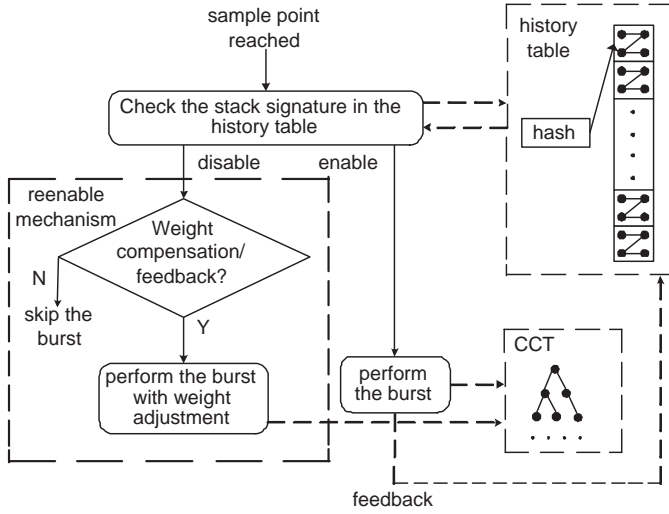 sample point
reached
history
table
Check the stack signature in the
history table
hash
disable
enable
reenable
mechanism
Weight
compensation/
feedback?
N
skip the
burst
Y
CCT
perform the burst
with weight
adjustment
perform
the burst
feedback